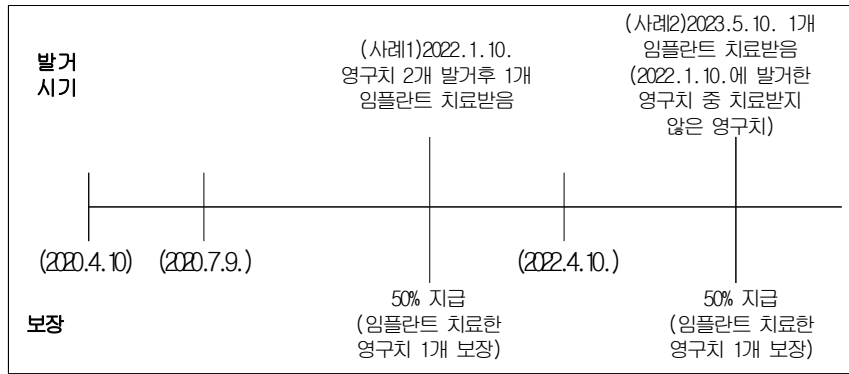 발거
시기
(사례1)2022.1.10.
영구치 2개 발거후 1개
임플란트 치료받음
(사례2)2023.5.10. 1개
임플란트 치료받음
(2022.1.10.에 발거한
영구치 중 치료받지
않은 영구치)
(2020.4.10)
(2020.7.9.)
(2022.4.10.)
보장
50% 지급
(임플란트 치료한
영구치 1개 보장)
50% 지급
(임플란트 치료한
영구치 1개 보장)